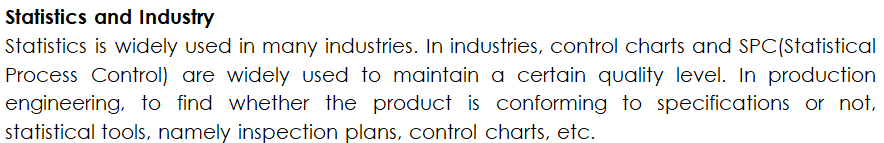 Statistics and Industry
Statistics is widely used in many industries. In industries, control charts and SPC(Statistical
Process Control) are widely used to maintain a certain quality level. In production
engineering, to find whether the product is conforming to specifications or not,
statistical tools, namely inspection plans, control charts, etc.